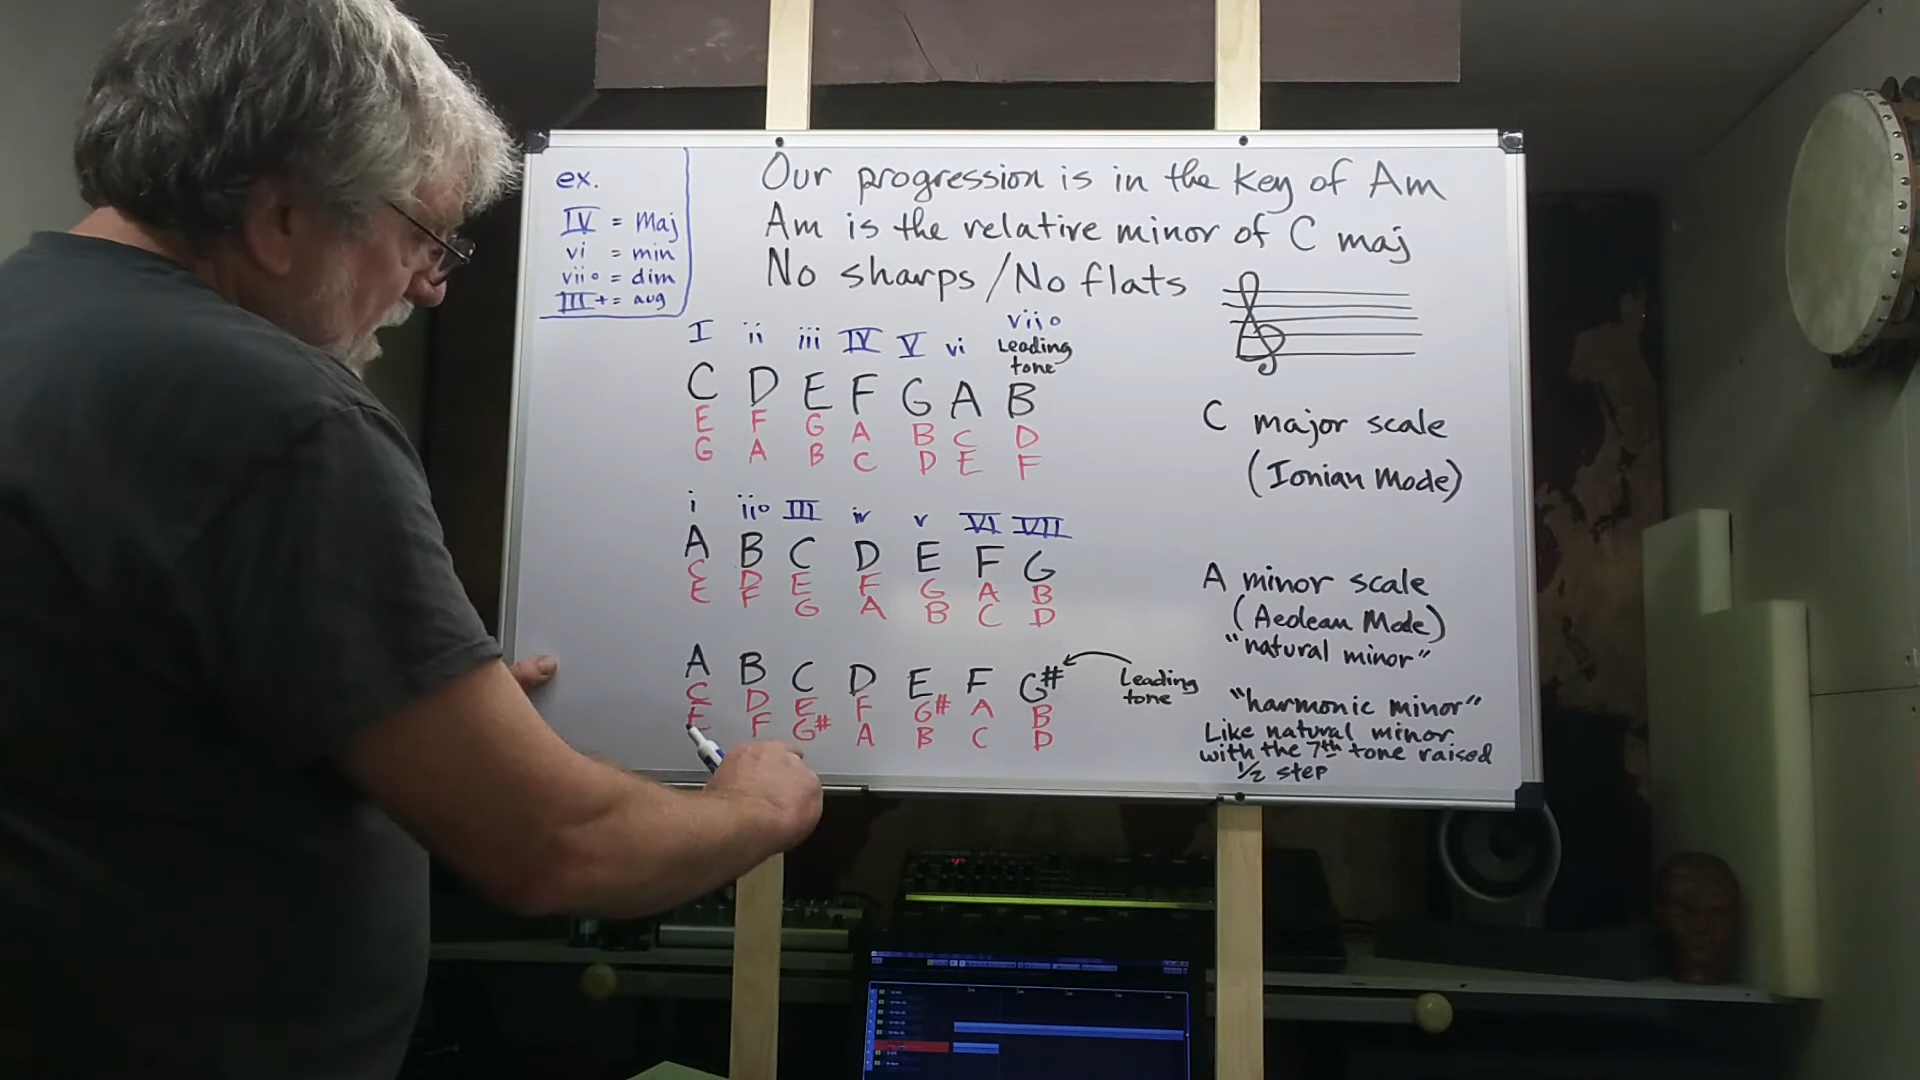 ex.
IV = Maj
vi = min
viio = dim
III+ = aug
Our progression is in the key of Am
Am is the relative minor of C maj
No sharps/No flats
I ii iii IV V vi viio
Leading
tone
C D E F G A B
E F G A B C D
G A B C D E F
C major scale
(Ionian Mode)
i iio III iv v VI VII
A B C D E F G
C D E F G A B
E F G A B C D
A minor scale
(Aeolean Mode)
"natural minor"
A B C D E F G#
C D E F G# A B
E F G# A B C D
Leading
tone
"harmonic minor"
Like natural minor
with the 7th tone raised
1/2 step